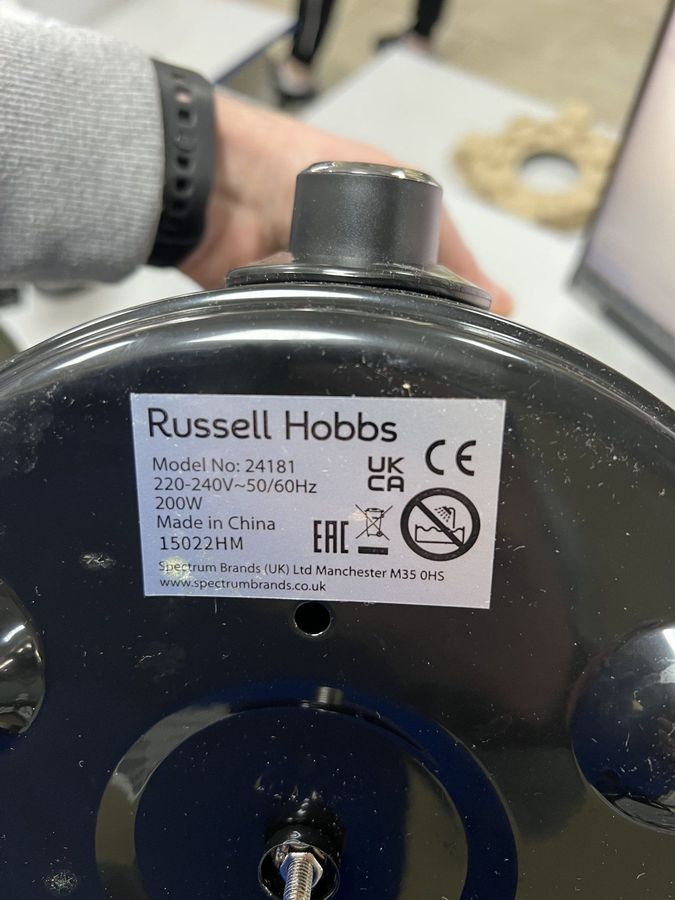 Russell Hobbs
Model No: 24181
220-240V~50/60Hz
200W
Made in China
15022HM
UK
CA
CE
EAC
Spectrum Brands (UK) Ltd Manchester M35 0HS
www.spectrumbrands.co.uk